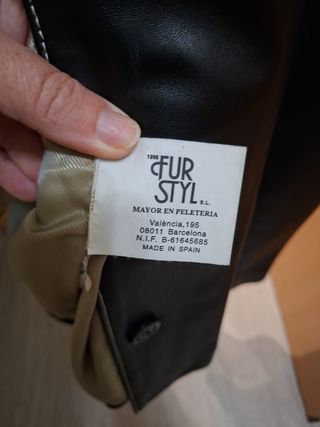 1998
FUR
STYL S.L.
MAYOR EN PELETERIA
València,195
08011 Barcelona
N.I.F. B-61645685
MADE IN SPAIN